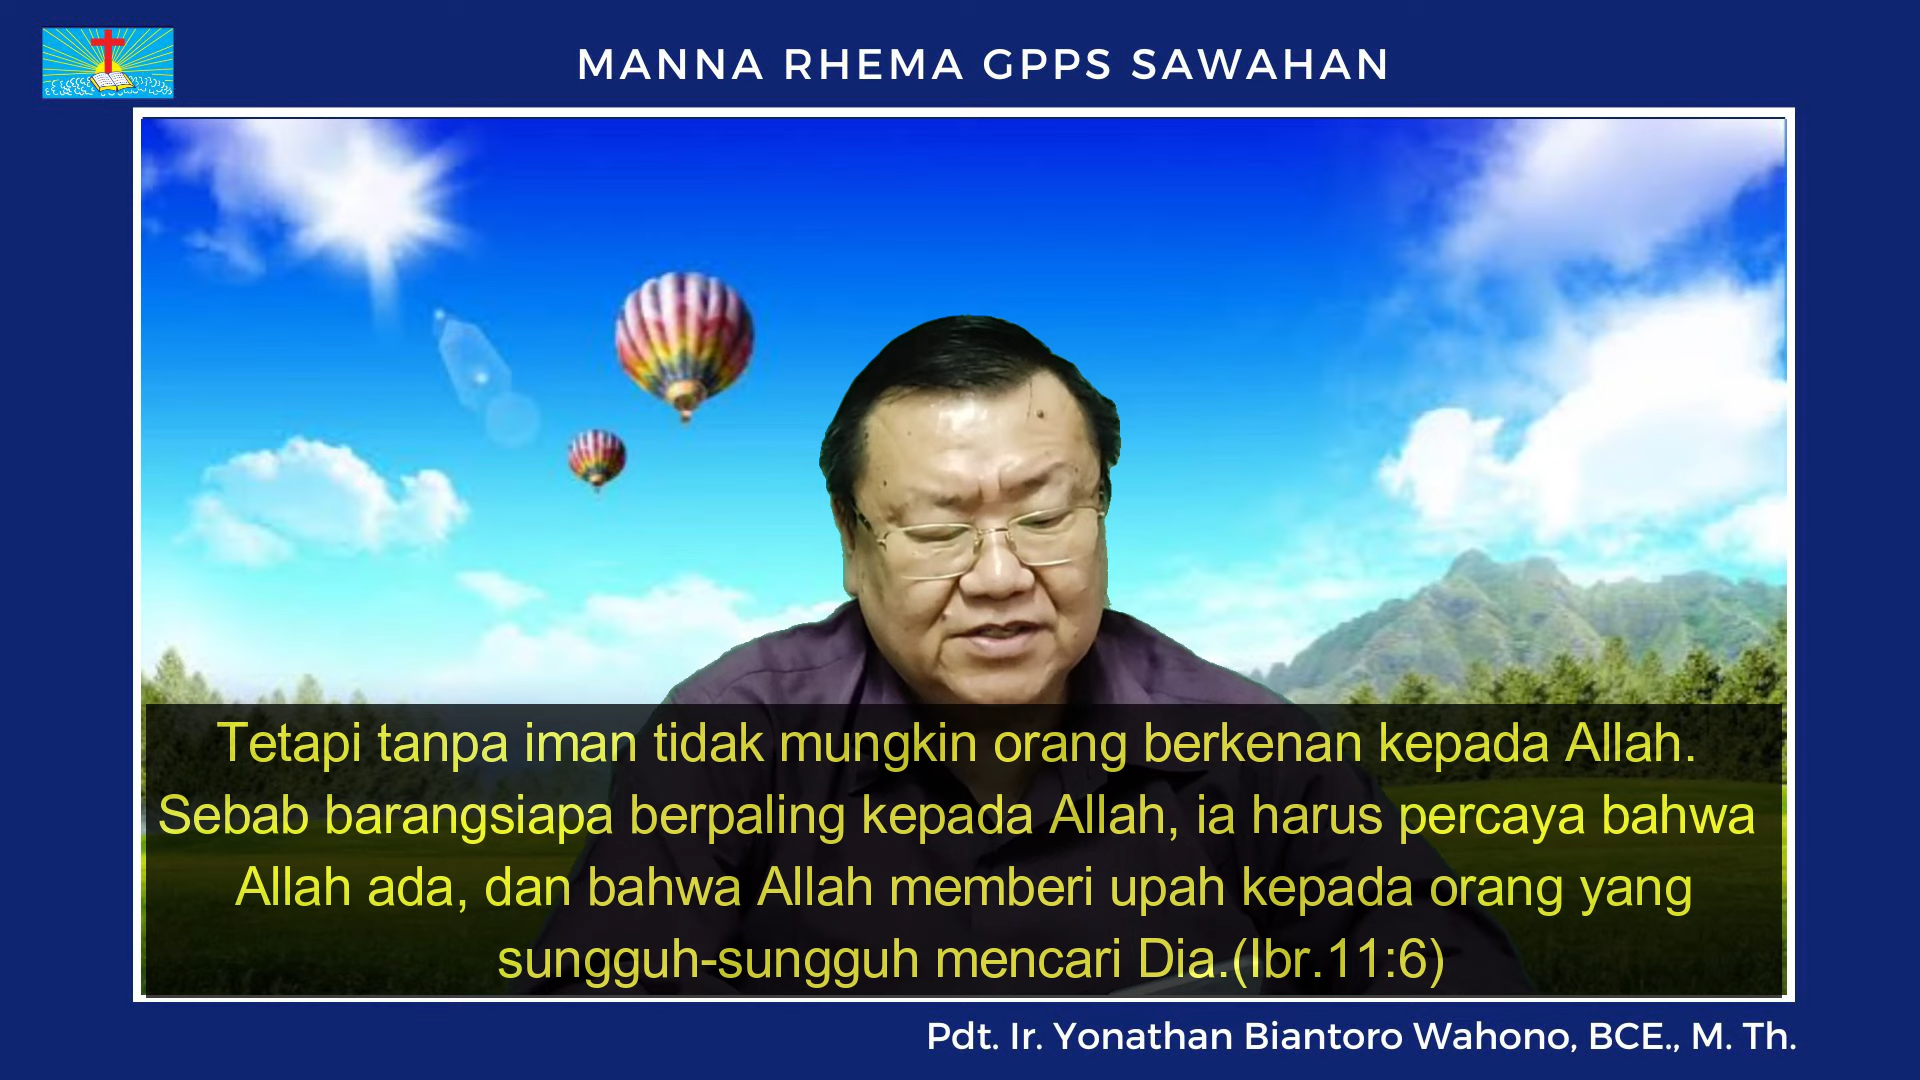 MANNA RHEMA GPPS SAWAHAN
Tetapi tanpa iman tidak mungkin orang berkenan kepada Allah.
Sebab barangsiapa berpaling kepada Allah, ia harus percaya bahwa
Allah ada, dan bahwa Allah memberi upah kepada orang yang
sungguh-sungguh mencari Dia.(Ibr.11:6)
Pdt. Ir. Yonathan Biantoro Wahono, BCE., M. Th.